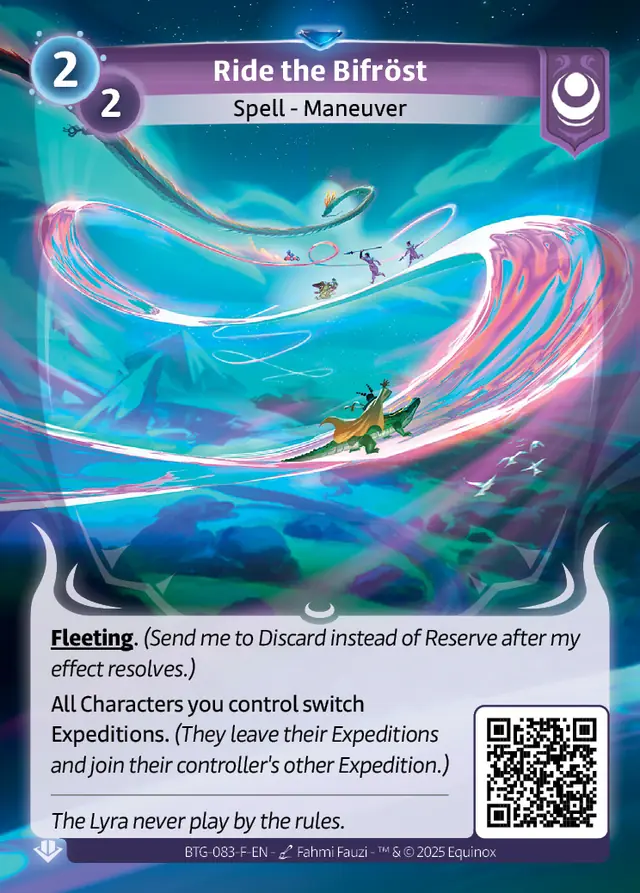 2
2
Ride the Bifröst
Spell - Maneuver
Fleeting. (Send me to Discard instead of Reserve after my
effect resolves.)
All Characters you control switch
Expeditions. (They leave their Expeditions
and join their controller's other Expedition.)
The Lyra never play by the rules.
BTG-083-F-EN - Fahmi Fauzi - ™ & © 2025 Equinox